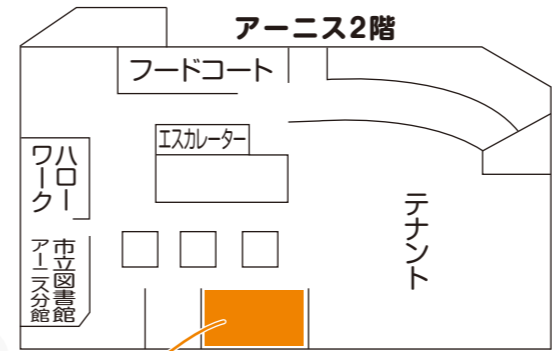 アーニス2階
フードコート
エスカレーター
ハロー
ワーク
テナント
市立図書館
アーニス分館